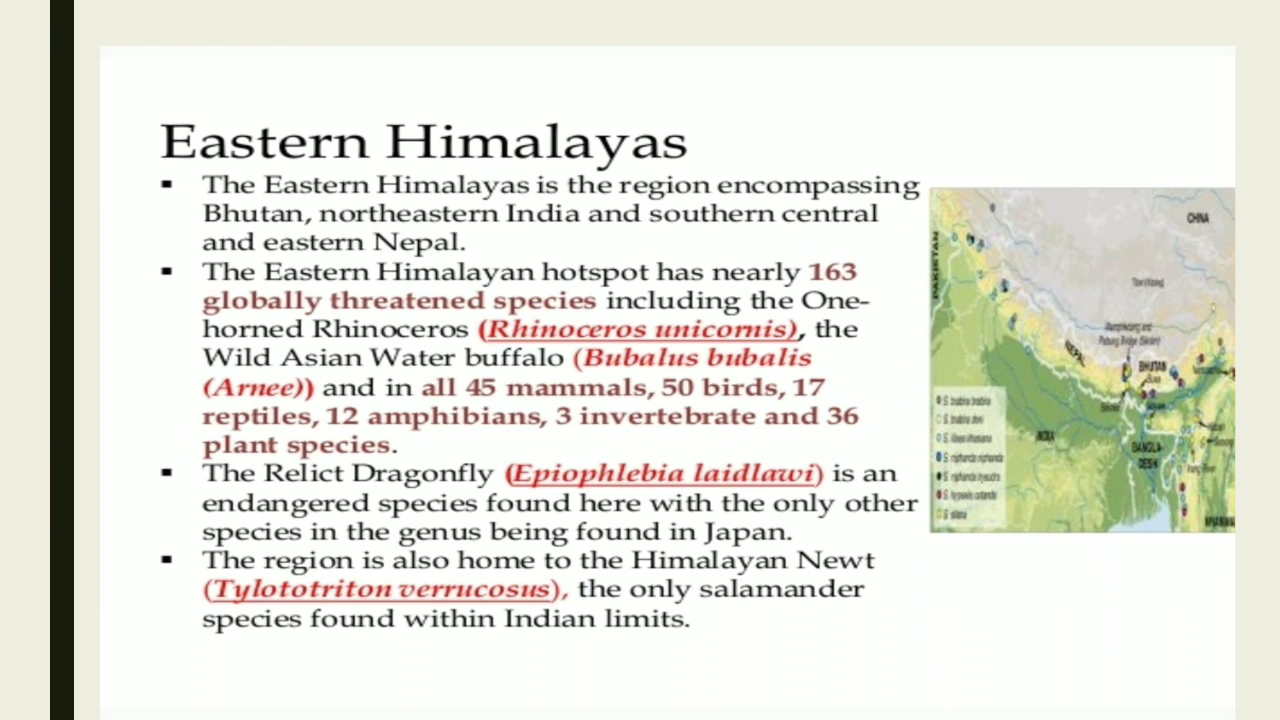 Eastern Himalayas
▪ The Eastern Himalayas is the region encompassing
Bhutan, northeastern India and southern central
and eastern Nepal.
▪ The Eastern Himalayan hotspot has nearly 163
globally threatened species including the One-
horned Rhinoceros (Rhinoceros unicornis), the
Wild Asian Water buffalo (Bubalus bubalis
(Arnee)) and in all 45 mammals, 50 birds, 17
reptiles, 12 amphibians, 3 invertebrate and 36
plant species.
▪ The Relict Dragonfly (Epiophlebia laidlawi) is an
endangered species found here with the only other
species in the genus being found in Japan.
▪ The region is also home to the Himalayan Newt
(Tylototriton verrucosus), the only salamander
species found within Indian limits.
CHINA
PAKISTAN
NEPAL
BHUTAN
INDIA
BANGLA-
DESH